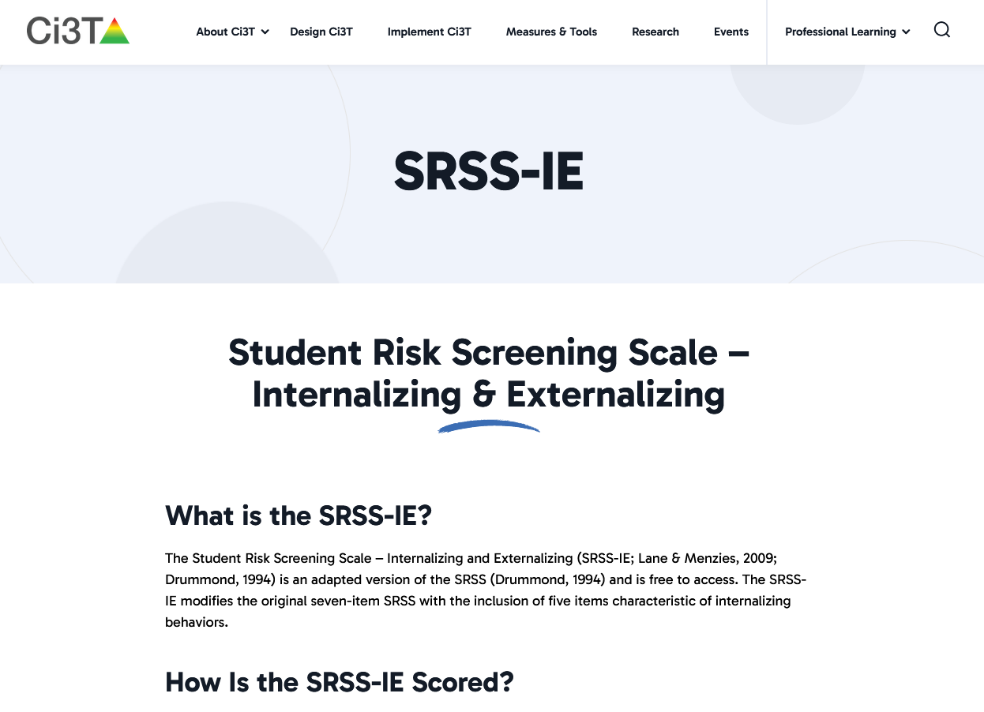 Ci3T
About Ci3T
Design Ci3T
Implement Ci3T
Measures & Tools
Research
Events
Professional Learning
SRSS-IE
Student Risk Screening Scale –
Internalizing & Externalizing
What is the SRSS-IE?
The Student Risk Screening Scale – Internalizing and Externalizing (SRSS-IE; Lane & Menzies, 2009;
Drummond, 1994) is an adapted version of the SRSS (Drummond, 1994) and is free to access. The SRSS-
IE modifies the original seven-item SRSS with the inclusion of five items characteristic of internalizing
behaviors.
How Is the SRSS-IE Scored?